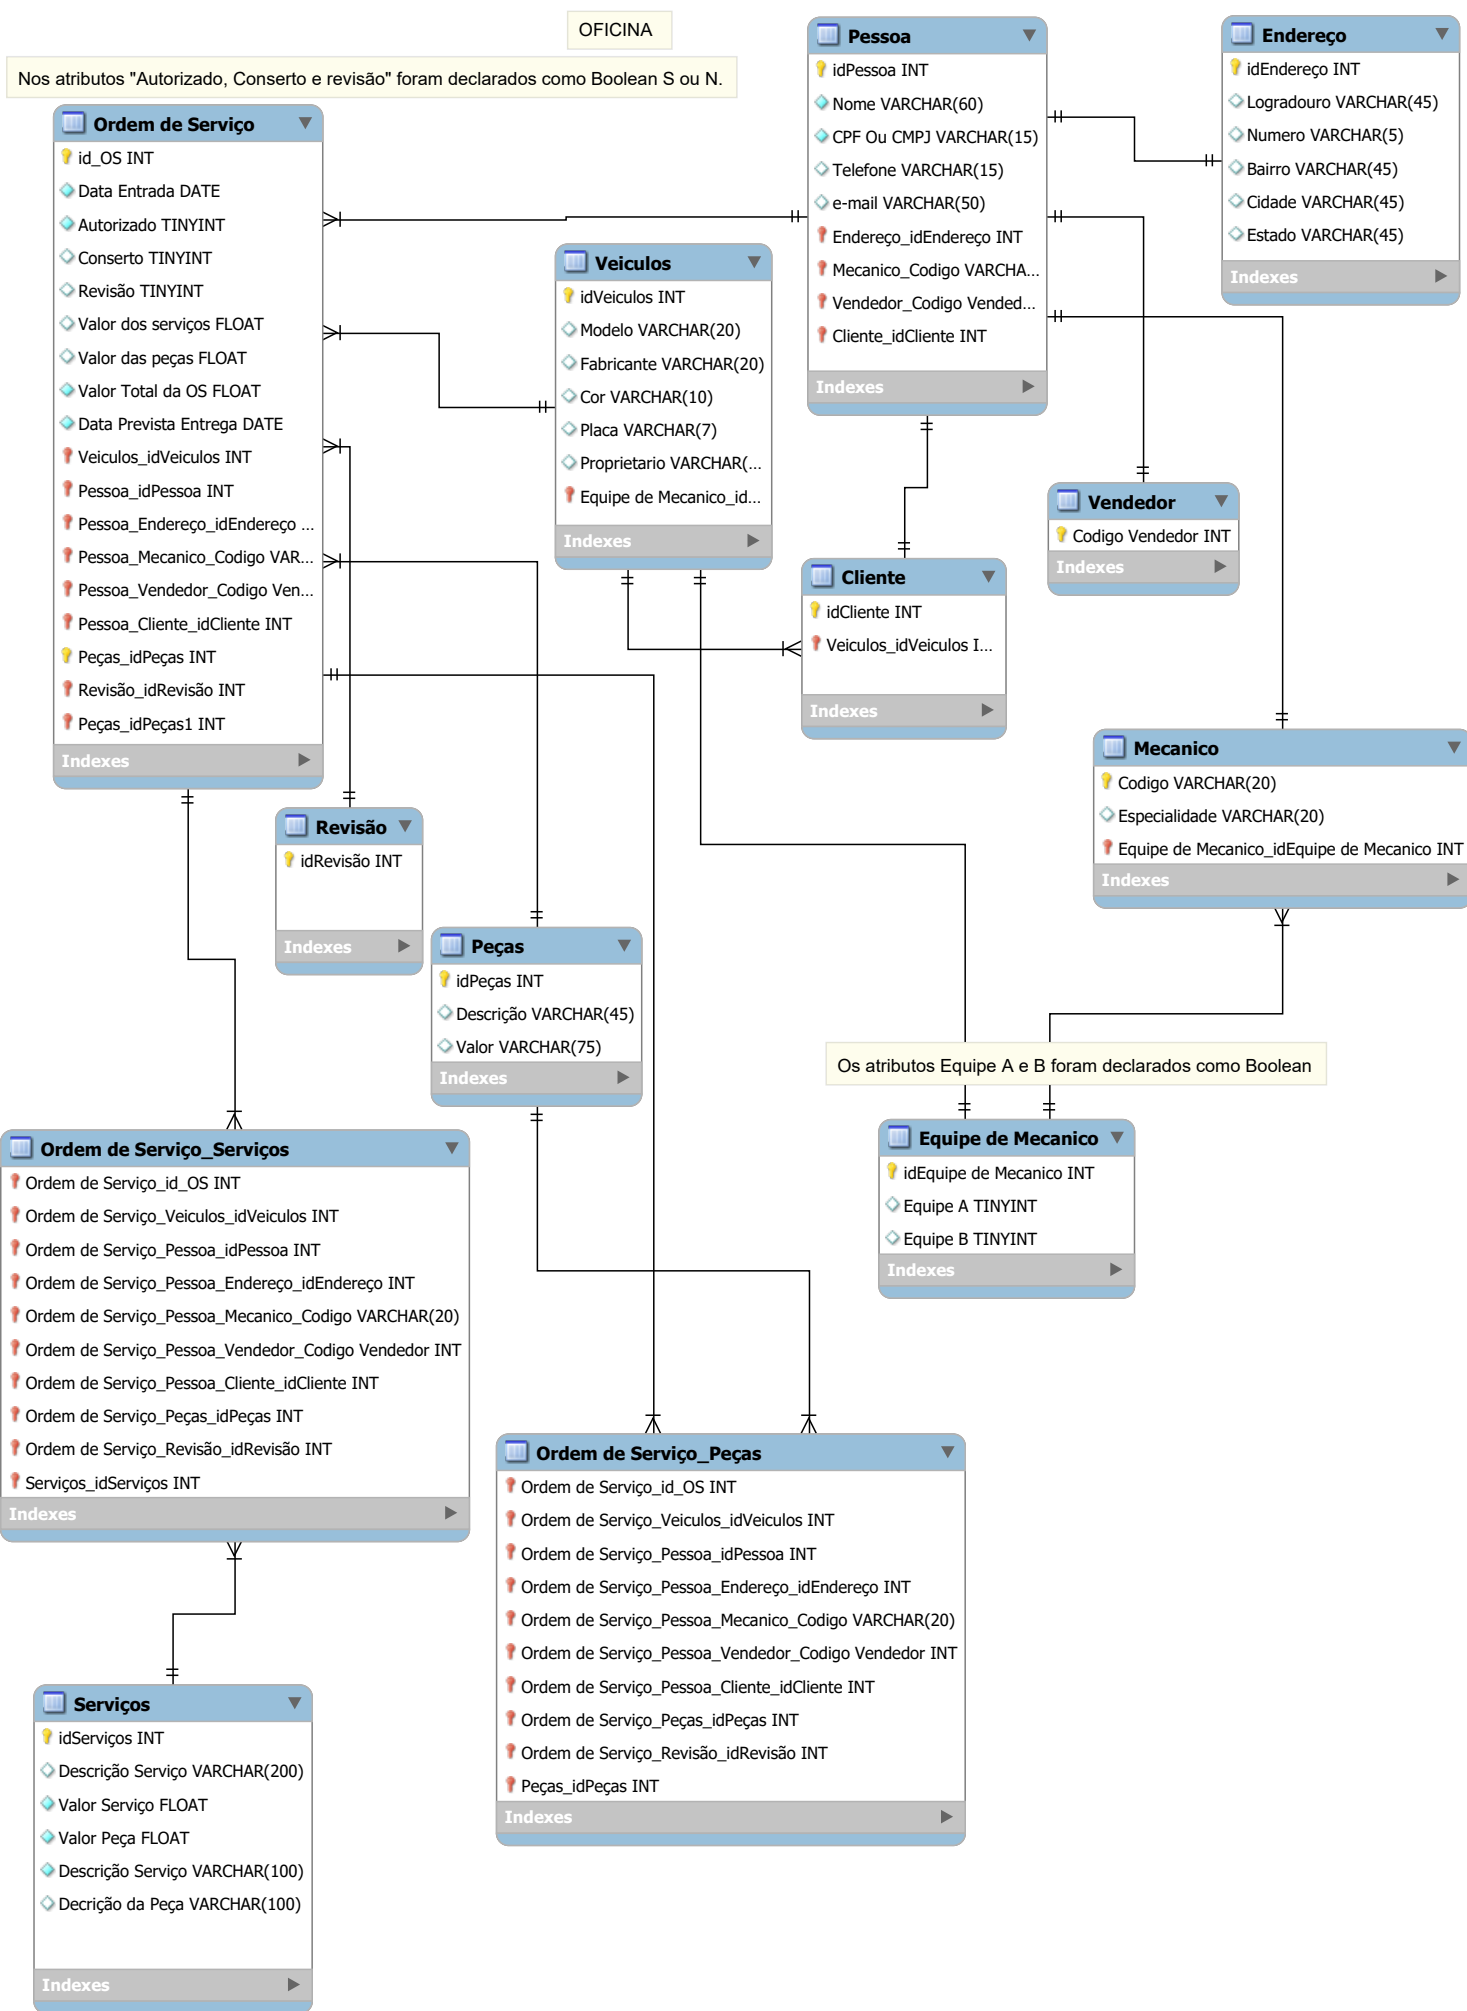 OFICINA
Nos atributos "Autorizado, Conserto e revisão" foram declarados como Boolean S ou N.
Ordem de Serviço
id_OS INT
Data Entrada DATE
Autorizado TINYINT
Conserto TINYINT
Revisão TINYINT
Valor dos serviços FLOAT
Valor das peças FLOAT
Valor Total da OS FLOAT
Data Prevista Entrega DATE
Veiculos_idVeiculos INT
Pessoa_idPessoa INT
Pessoa_Endereço_idEndereço ...
Pessoa_Mecanico_Codigo VAR...
Pessoa_Vendedor_Codigo Ven...
Pessoa_Cliente_idCliente INT
Peças_idPeças INT
Revisão_idRevisão INT
Peças_idPeças1 INT
Indexes
Veiculos
idVeiculos INT
Modelo VARCHAR(20)
Fabricante VARCHAR(20)
Cor VARCHAR(10)
Placa VARCHAR(7)
Proprietario VARCHAR(...
Equipe de Mecanico_id...
Indexes
Pessoa
idPessoa INT
Nome VARCHAR(60)
CPF Ou CMPJ VARCHAR(15)
Telefone VARCHAR(15)
e-mail VARCHAR(50)
Endereço_idEndereço INT
Mecanico_Codigo VARCHA...
Vendedor_Codigo Vended...
Cliente_idCliente INT
Indexes
Endereço
idEndereço INT
Logradouro VARCHAR(45)
Numero VARCHAR(5)
Bairro VARCHAR(45)
Cidade VARCHAR(45)
Estado VARCHAR(45)
Indexes
Vendedor
Codigo Vendedor INT
Indexes
Cliente
idCliente INT
Veiculos_idVeiculos I...
Indexes
Mecanico
Codigo VARCHAR(20)
Especialidade VARCHAR(20)
Equipe de Mecanico_idEquipe de Mecanico INT
Indexes
Revisão
idRevisão INT
Indexes
Peças
idPeças INT
Descrição VARCHAR(45)
Valor VARCHAR(75)
Indexes
Os atributos Equipe A e B foram declarados como Boolean
Equipe de Mecanico
idEquipe de Mecanico INT
Equipe A TINYINT
Equipe B TINYINT
Indexes
Ordem de Serviço_Serviços
Ordem de Serviço_id_OS INT
Ordem de Serviço_Veiculos_idVeiculos INT
Ordem de Serviço_Pessoa_idPessoa INT
Ordem de Serviço_Pessoa_Endereço_idEndereço INT
Ordem de Serviço_Pessoa_Mecanico_Codigo VARCHAR(20)
Ordem de Serviço_Pessoa_Vendedor_Codigo Vendedor INT
Ordem de Serviço_Pessoa_Cliente_idCliente INT
Ordem de Serviço_Peças_idPeças INT
Ordem de Serviço_Revisão_idRevisão INT
Serviços_idServiços INT
Indexes
Ordem de Serviço_Peças
Ordem de Serviço_id_OS INT
Ordem de Serviço_Veiculos_idVeiculos INT
Ordem de Serviço_Pessoa_idPessoa INT
Ordem de Serviço_Pessoa_Endereço_idEndereço INT
Ordem de Serviço_Pessoa_Mecanico_Codigo VARCHAR(20)
Ordem de Serviço_Pessoa_Vendedor_Codigo Vendedor INT
Ordem de Serviço_Pessoa_Cliente_idCliente INT
Ordem de Serviço_Peças_idPeças INT
Ordem de Serviço_Revisão_idRevisão INT
Peças_idPeças INT
Indexes
Serviços
idServiços INT
Descrição Serviço VARCHAR(200)
Valor Serviço FLOAT
Valor Peça FLOAT
Descrição Serviço VARCHAR(100)
Decrição da Peça VARCHAR(100)
Indexes